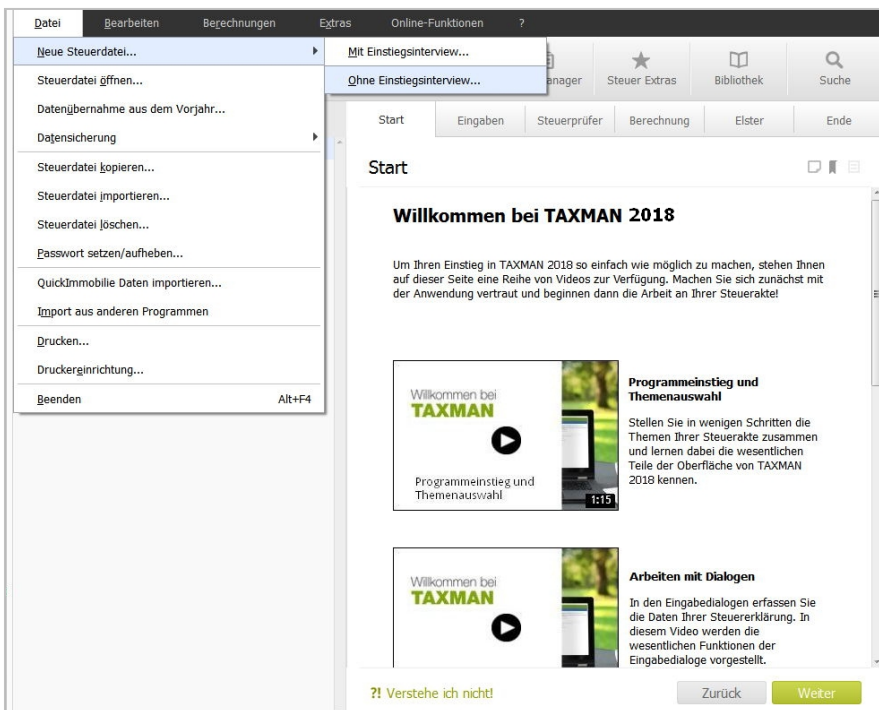 Datei Bearbeiten Berechnungen Extras Online-Funktionen ?
Neue Steuerdatei...
Steuerdatei öffnen...
Datenübernahme aus dem Vorjahr...
Datensicherung
Steuerdatei kopieren...
Steuerdatei importieren...
Steuerdatei löschen...
Passwort setzen/aufheben...
QuickImmobilie Daten importieren...
Import aus anderen Programmen
Drucken...
Druckereinrichtung...
Beenden Alt+F4
Mit Einstiegsinterview...
Ohne Einstiegsinterview...
Steuer Extras Bibliothek Suche
Start Eingaben Steuerprüfer Berechnung Elster Ende
Start
Willkommen bei TAXMAN 2018
Um Ihren Einstieg in TAXMAN 2018 so einfach wie möglich zu machen, stehen Ihnen
auf dieser Seite eine Reihe von Videos zur Verfügung. Machen Sie sich zunächst mit
der Anwendung vertraut und beginnen dann die Arbeit an Ihrer Steuerakte!
Willkommen bei
TAXMAN
Programmeinstieg und
Themenauswahl
1:15
Programmeinstieg und
Themenauswahl
Stellen Sie in wenigen Schritten die
Themen Ihrer Steuerakte zusammen
und lernen dabei die wesentlichen
Teile der Oberfläche von TAXMAN
2018 kennen.
Willkommen bei
TAXMAN
Arbeiten mit Dialogen
In den Eingabedialogen erfassen Sie
die Daten Ihrer Steuererklärung. In
diesem Video werden die
wesentlichen Funktionen der
Eingabedialoge vorgestellt.
?! Verstehe ich nicht!
Zurück Weiter